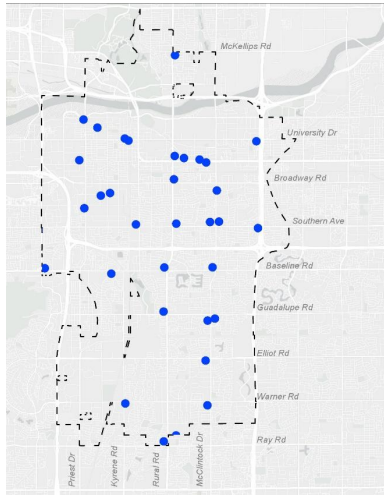 McKellips Rd
University Dr
Broadway Rd
Southern Ave
Baseline Rd
Guadalupe Rd
Elliot Rd
Warner Rd
Ray Rd
Priest Dr
Kyrene Rd
Rural Rd
McClintock Dr